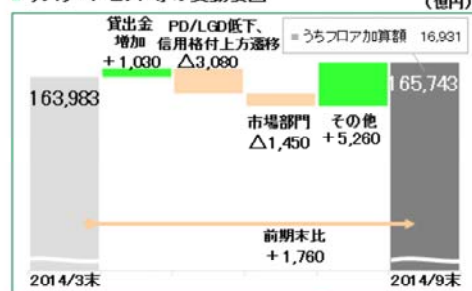 (億円)
貸出金
増加
+1,030
PD/LGD低下、
信用格付上方遷移
△3,080
=うちフロア加算額 16,931
163,983
165,743
市場部門
△1,450
その他
+5,260
前期末比
+1,760
2014/3末
2014/9末